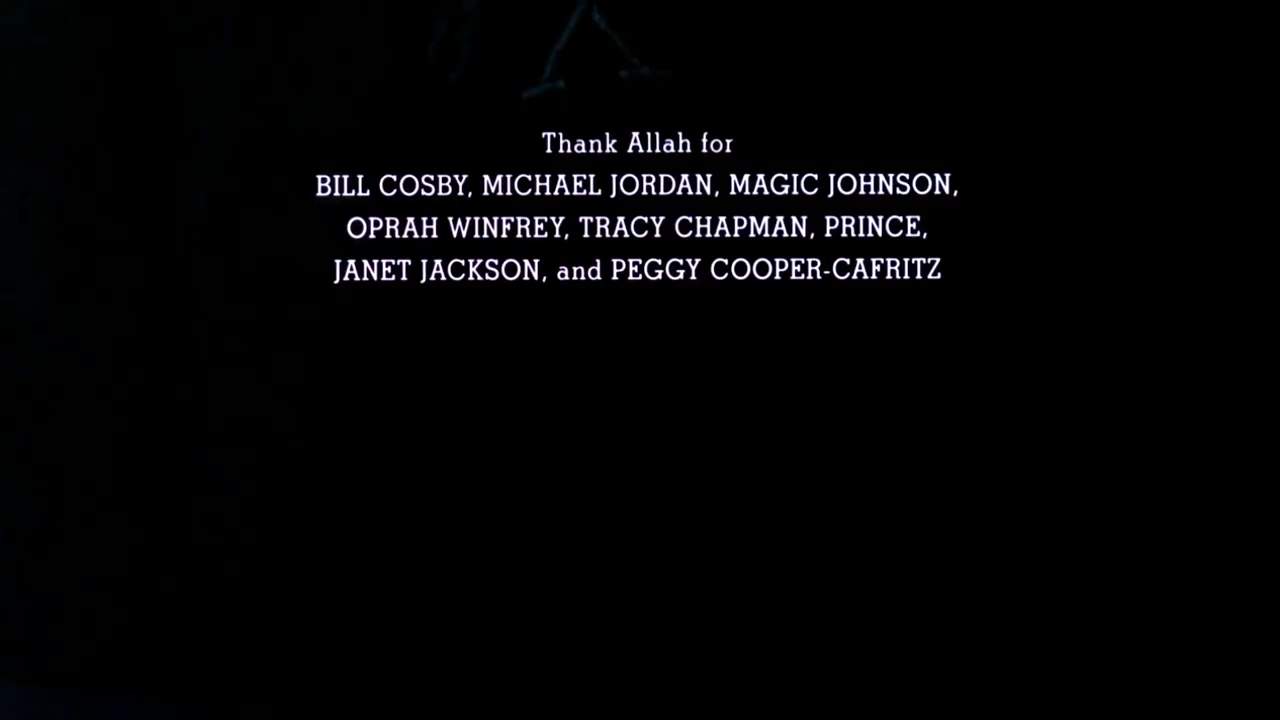 Thank Allah for
BILL COSBY, MICHAEL JORDAN, MAGIC JOHNSON,
OPRAH WINFREY, TRACY CHAPMAN, PRINCE,
JANET JACKSON, and PEGGY COOPER-CAFRITZ